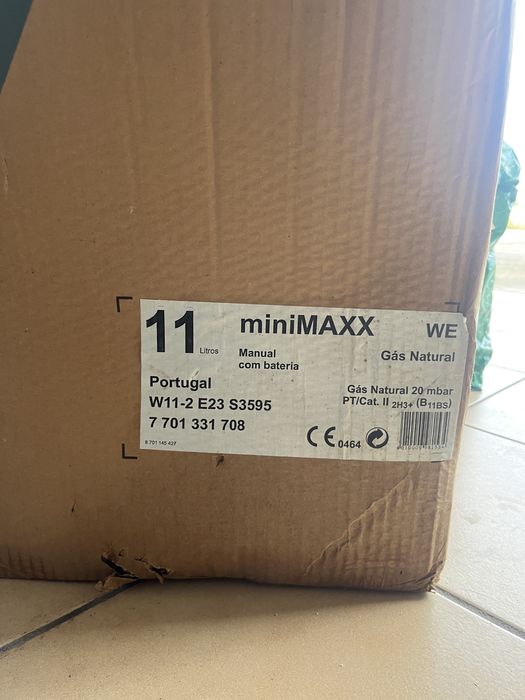 11 Litros
miniMAXX
WE
Manual
com bateria
Gás Natural
Portugal
W11-2 E23 S3595
7 701 331 708
8 701 145 427
Gás Natural 20 mbar
PT/Cat. II 2H3+ (B11BS)
CE 0464